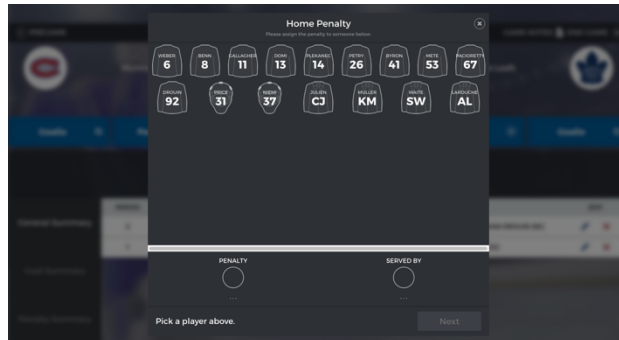 Home Penalty
Please assign the penalty to someone below.
WEBER BENN GALLAGHER DOMI PLEKANEC PETRY BYRON METE PACIORETTY
6 8 11 13 14 26 41 53 67
DROUIN PRICE NIEMI JULIEN MULLER WAITE LAROUCHE
92 31 37 CJ KM SW AL
Goalie
Goalie
General Summary
PENALTY SERVED BY
... ...
Penalty Summary
Pick a player above. Next